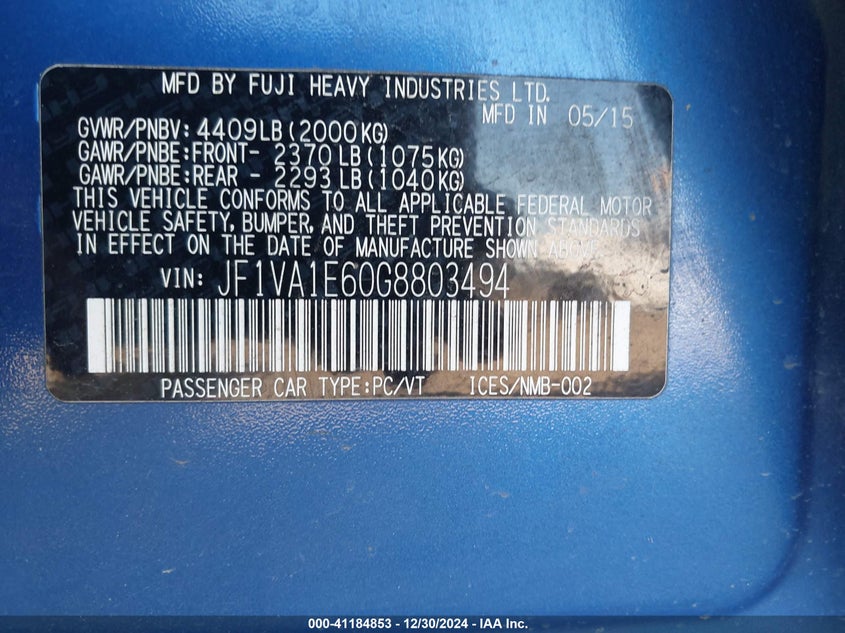 MFD BY FUJI HEAVY INDUSTRIES LTD.
MFD IN 05/15
GVWR/PNBV: 4409LB(2000KG)
GAWR/PNBE:FRONT- 2370LB(1075KG)
GAWR/PNBE:REAR - 2293LB(1040KG)
THIS VEHICLE CONFORMS TO ALL APPLICABLE FEDERAL MOTOR
VEHICLE SAFETY, BUMPER, AND THEFT PREVENTION STANDARDS
IN EFFECT ON THE DATE OF MANUFACTURE SHOWN ABOVE.
VIN: JF1VA1E60G8803494
PASSENGER CAR TYPE:PC/VT ICES/NMB-002
000-41184853 - 12/30/2024 - IAA Inc.